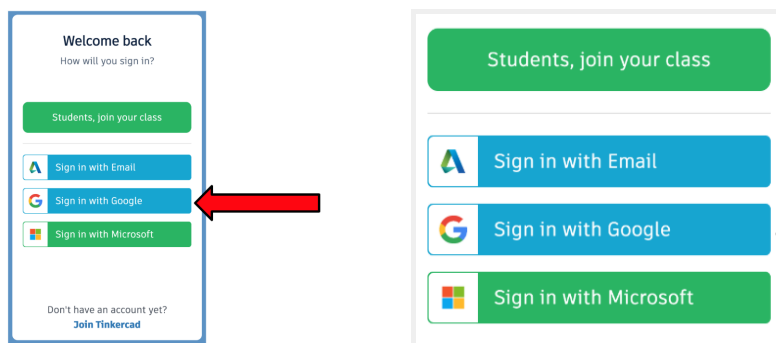 Welcome back
How will you sign in?
Students, join your class
Sign in with Email
Sign in with Google
Sign in with Microsoft
Don't have an account yet?
Join Tinkercad
Students, join your class
Sign in with Email
Sign in with Google
Sign in with Microsoft